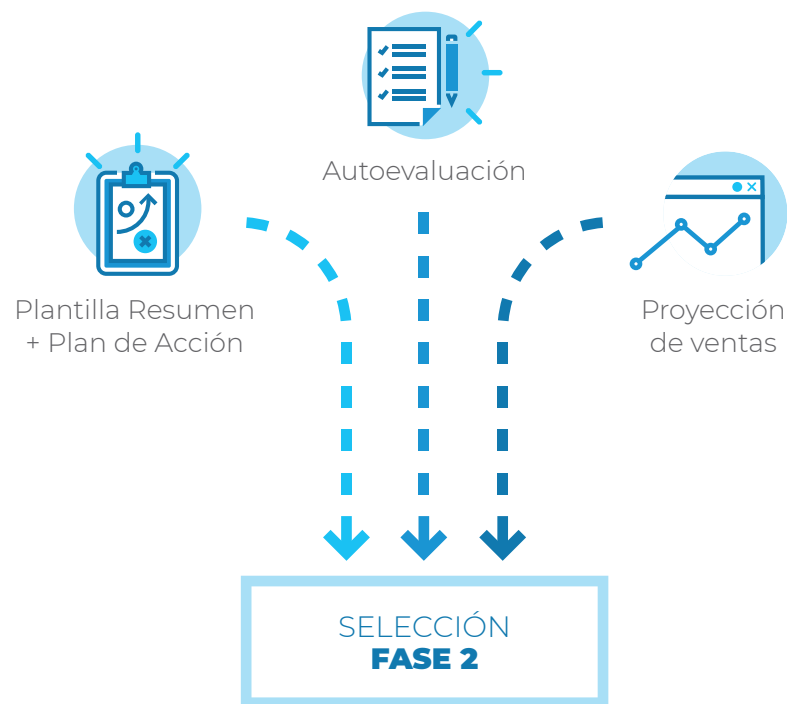 Autoevaluación
Plantilla Resumen
+ Plan de Acción
Proyección
de ventas
SELECCIÓN
FASE 2